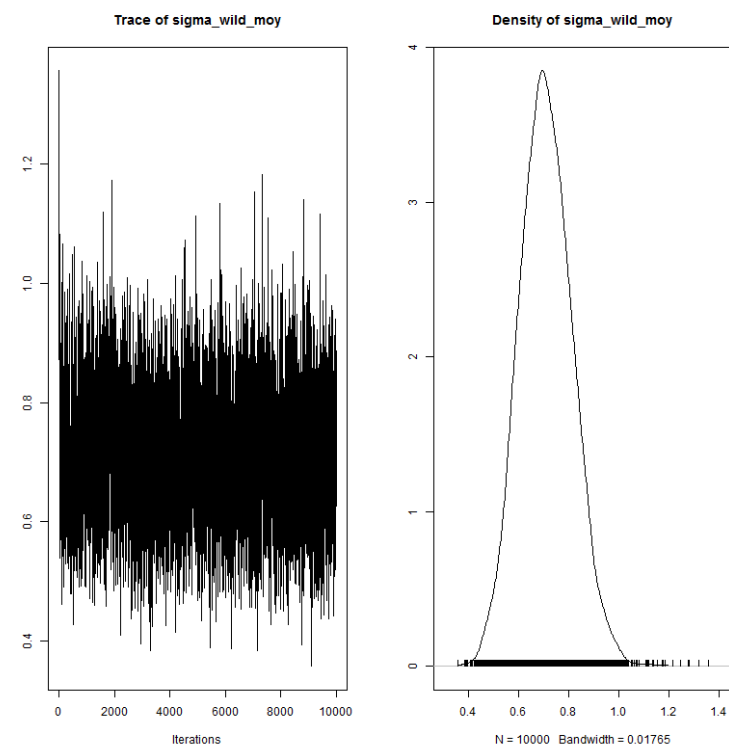 Trace of sigma_wild_moy
1.2
1.0
0.8
0.6
0.4
0 2000 4000 6000 8000 10000
Iterations
Density of sigma_wild_moy
4
3
2
1
0
0.4 0.6 0.8 1.0 1.2 1.4
N = 10000 Bandwidth = 0.01765